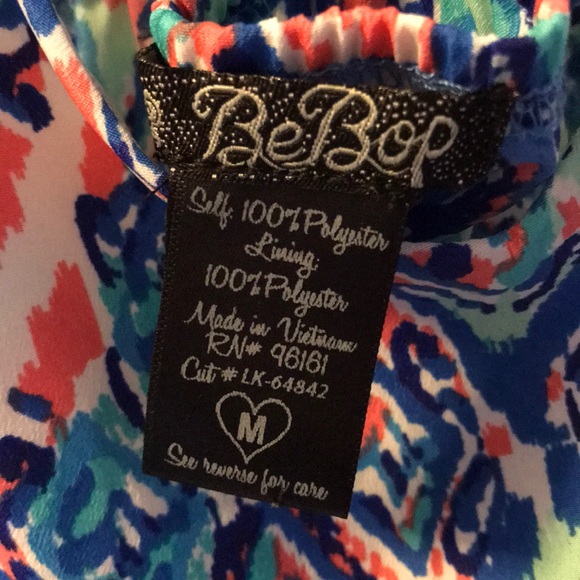 BeBop
Self: 100% Polyester
Lining:
100% Polyester
Made in Vietnam
RN# 96161
Cut # LK-64842
M
See reverse for care